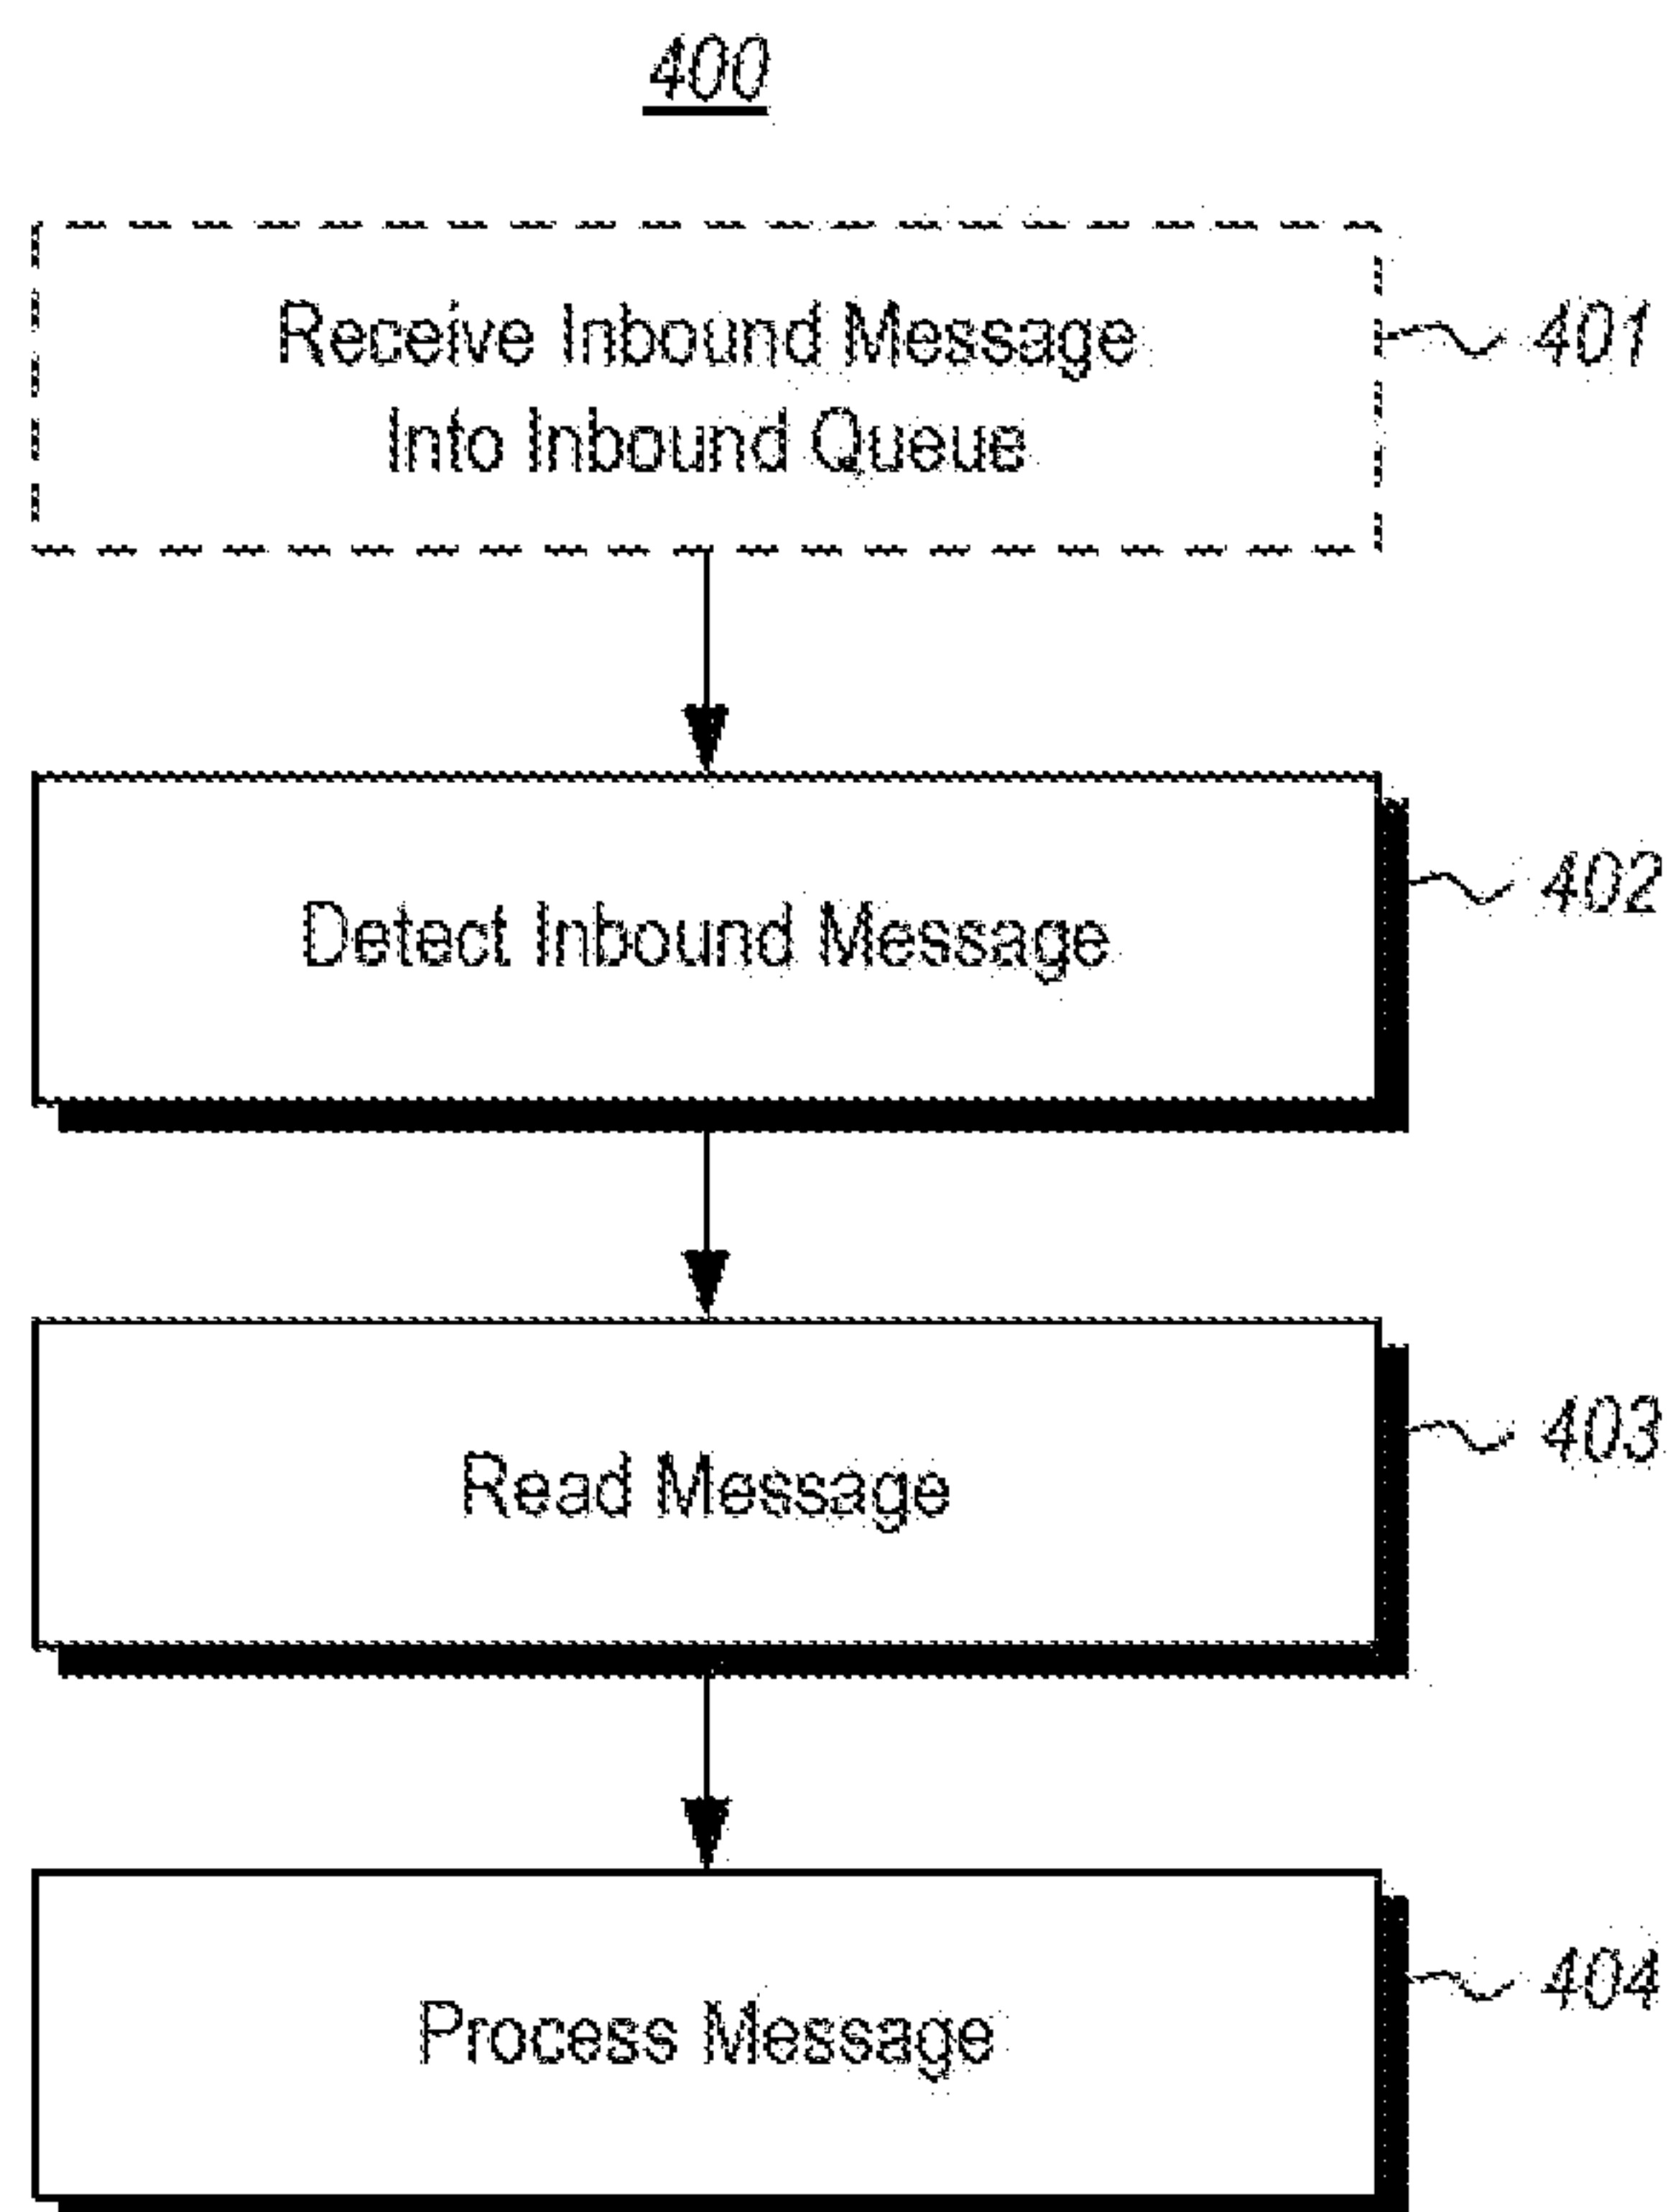 400
Receive Inbound Message
Into Inbound Queue
401
Detect Inbound Message
402
Read Message
403
Process Message
404